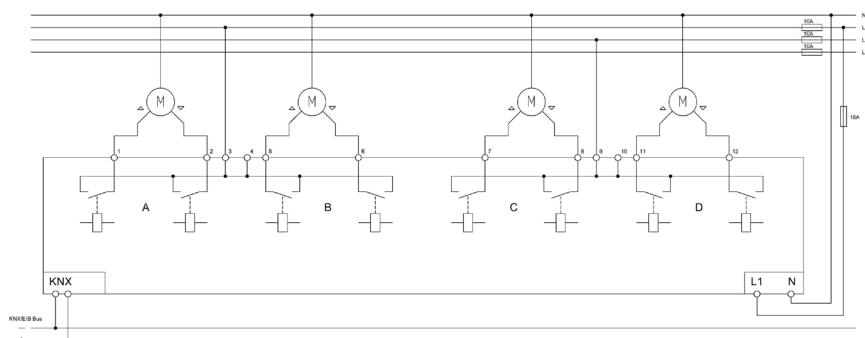 N
10A
L
10A
L
10A
L
M M M M
16A
1 2 3 4 5 6 7 8 9 10 11 12
A B C D
KNX L1 N
KNX/EIB Bus